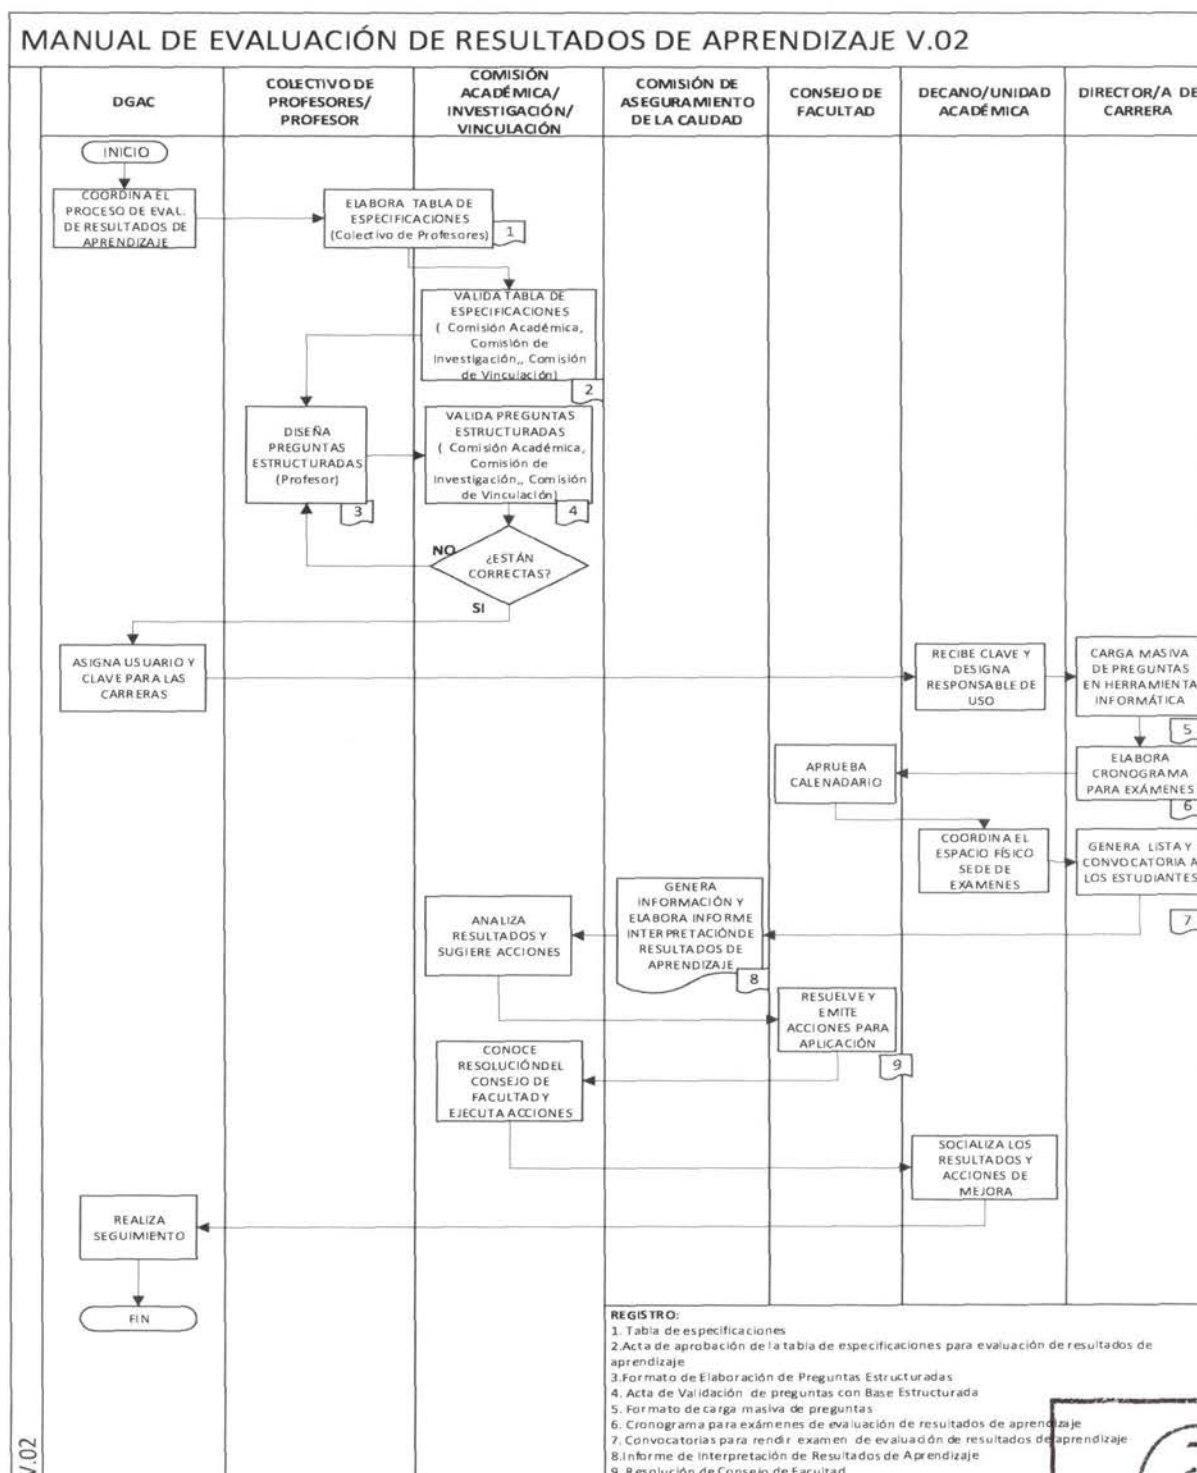 MANUAL DE EVALUACIÓN DE RESULTADOS DE APRENDIZAJE V.02
DGAC
COLECTIVO DE
PROFESORES/
PROFESOR
COMISIÓN
ACADÉMICA/
INVESTIGACIÓN/
VINCULACIÓN
COMISIÓN DE
ASEGURAMIENTO
DE LA CALIDAD
CONSEJO DE
FACULTAD
DECANO/UNIDAD
ACADÉMICA
DIRECTOR/A DE
CARRERA
INICIO
COORDINA EL
PROCESO DE EVAL.
DE RESULTADOS DE
APRENDIZAJE
ELABORA TABLA DE
ESPECIFICACIONES
(Colectivo de Profesores)
1
VALIDA TABLA DE
ESPECIFICACIONES
( Comisión Académica,
Comisión de
Investigación,, Comisión
de Vinculación)
2
DISEÑA
PREGUNTAS
ESTRUCTURADAS
(Profesor)
3
VALIDA PREGUNTAS
ESTRUCTURADAS
( Comisión Académica,
Comisión de
Investigación,, Comisión
de Vinculación)
4
NO
¿ESTÁN
CORRECTAS?
SI
ASIGNA USUARIO Y
CLAVE PARA LAS
CARRERAS
RECIBE CLAVE Y
DESIGNA
RESPONSABLE DE
USO
CARGA MASIVA
DE PREGUNTAS
EN HERRAMIENTA
INFORMÁTICA
5
APRUEBA
CALENADARIO
ELABORA
CRONOGRAMA
PARA EXÁMENES
6
COORDINA EL
ESPACIO FÍSICO
SEDE DE
EXAMENES
GENERA LISTA Y
CONVOCATORIA A
LOS ESTUDIANTES
7
GENERA
INFORMACIÓN Y
ELABORA INFORME
INTERPRETACIÓNDE
RESULTADOS DE
APRENDIZAJE
8
ANALIZA
RESULTADOS Y
SUGIERE ACCIONES
RESUELVE Y
EMITE
ACCIONES PARA
APLICACIÓN
9
CONOCE
RESOLUCIÓNDEL
CONSEJO DE
FACULTAD Y
EJECUTA ACCIONES
SOCIALIZA LOS
RESULTADOS Y
ACCIONES DE
MEJORA
REALIZA
SEGUIMIENTO
FIN
REGISTRO:
1. Tabla de especificaciones
2.Acta de aprobación de la tabla de especificaciones para evaluación de resultados de
aprendizaje
3.Formato de Elaboración de Preguntas Estructuradas
4. Acta de Validación de preguntas con Base Estructurada
5. Formato de carga masiva de preguntas
6. Cronograma para exámenes de evaluación de resultados de aprendizaje
7. Convocatorias para rendir examen de evaluación de resultados de aprendizaje
8.Informe de Interpretación de Resultados de Aprendizaje
9. Resolución de Consejo de Facultad
V.02